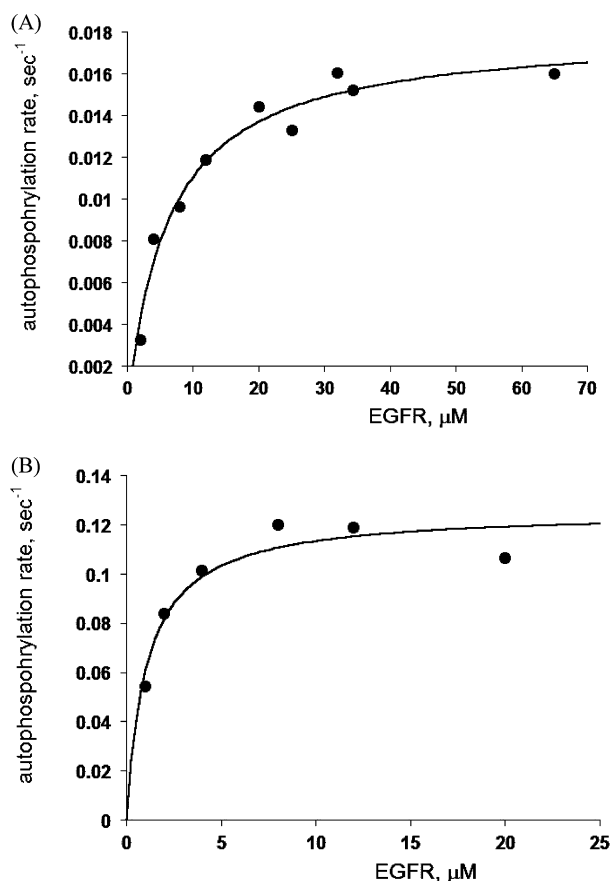 (A)
autophospohrylation rate, sec-1
0.018
0.016
0.014
0.012
0.01
0.008
0.006
0.004
0.002
0 10 20 30 40 50 60 70
EGFR, μM
(B)
autophospohrylation rate, sec-1
0.14
0.12
0.1
0.08
0.06
0.04
0.02
0
0 5 10 15 20 25
EGFR, μM